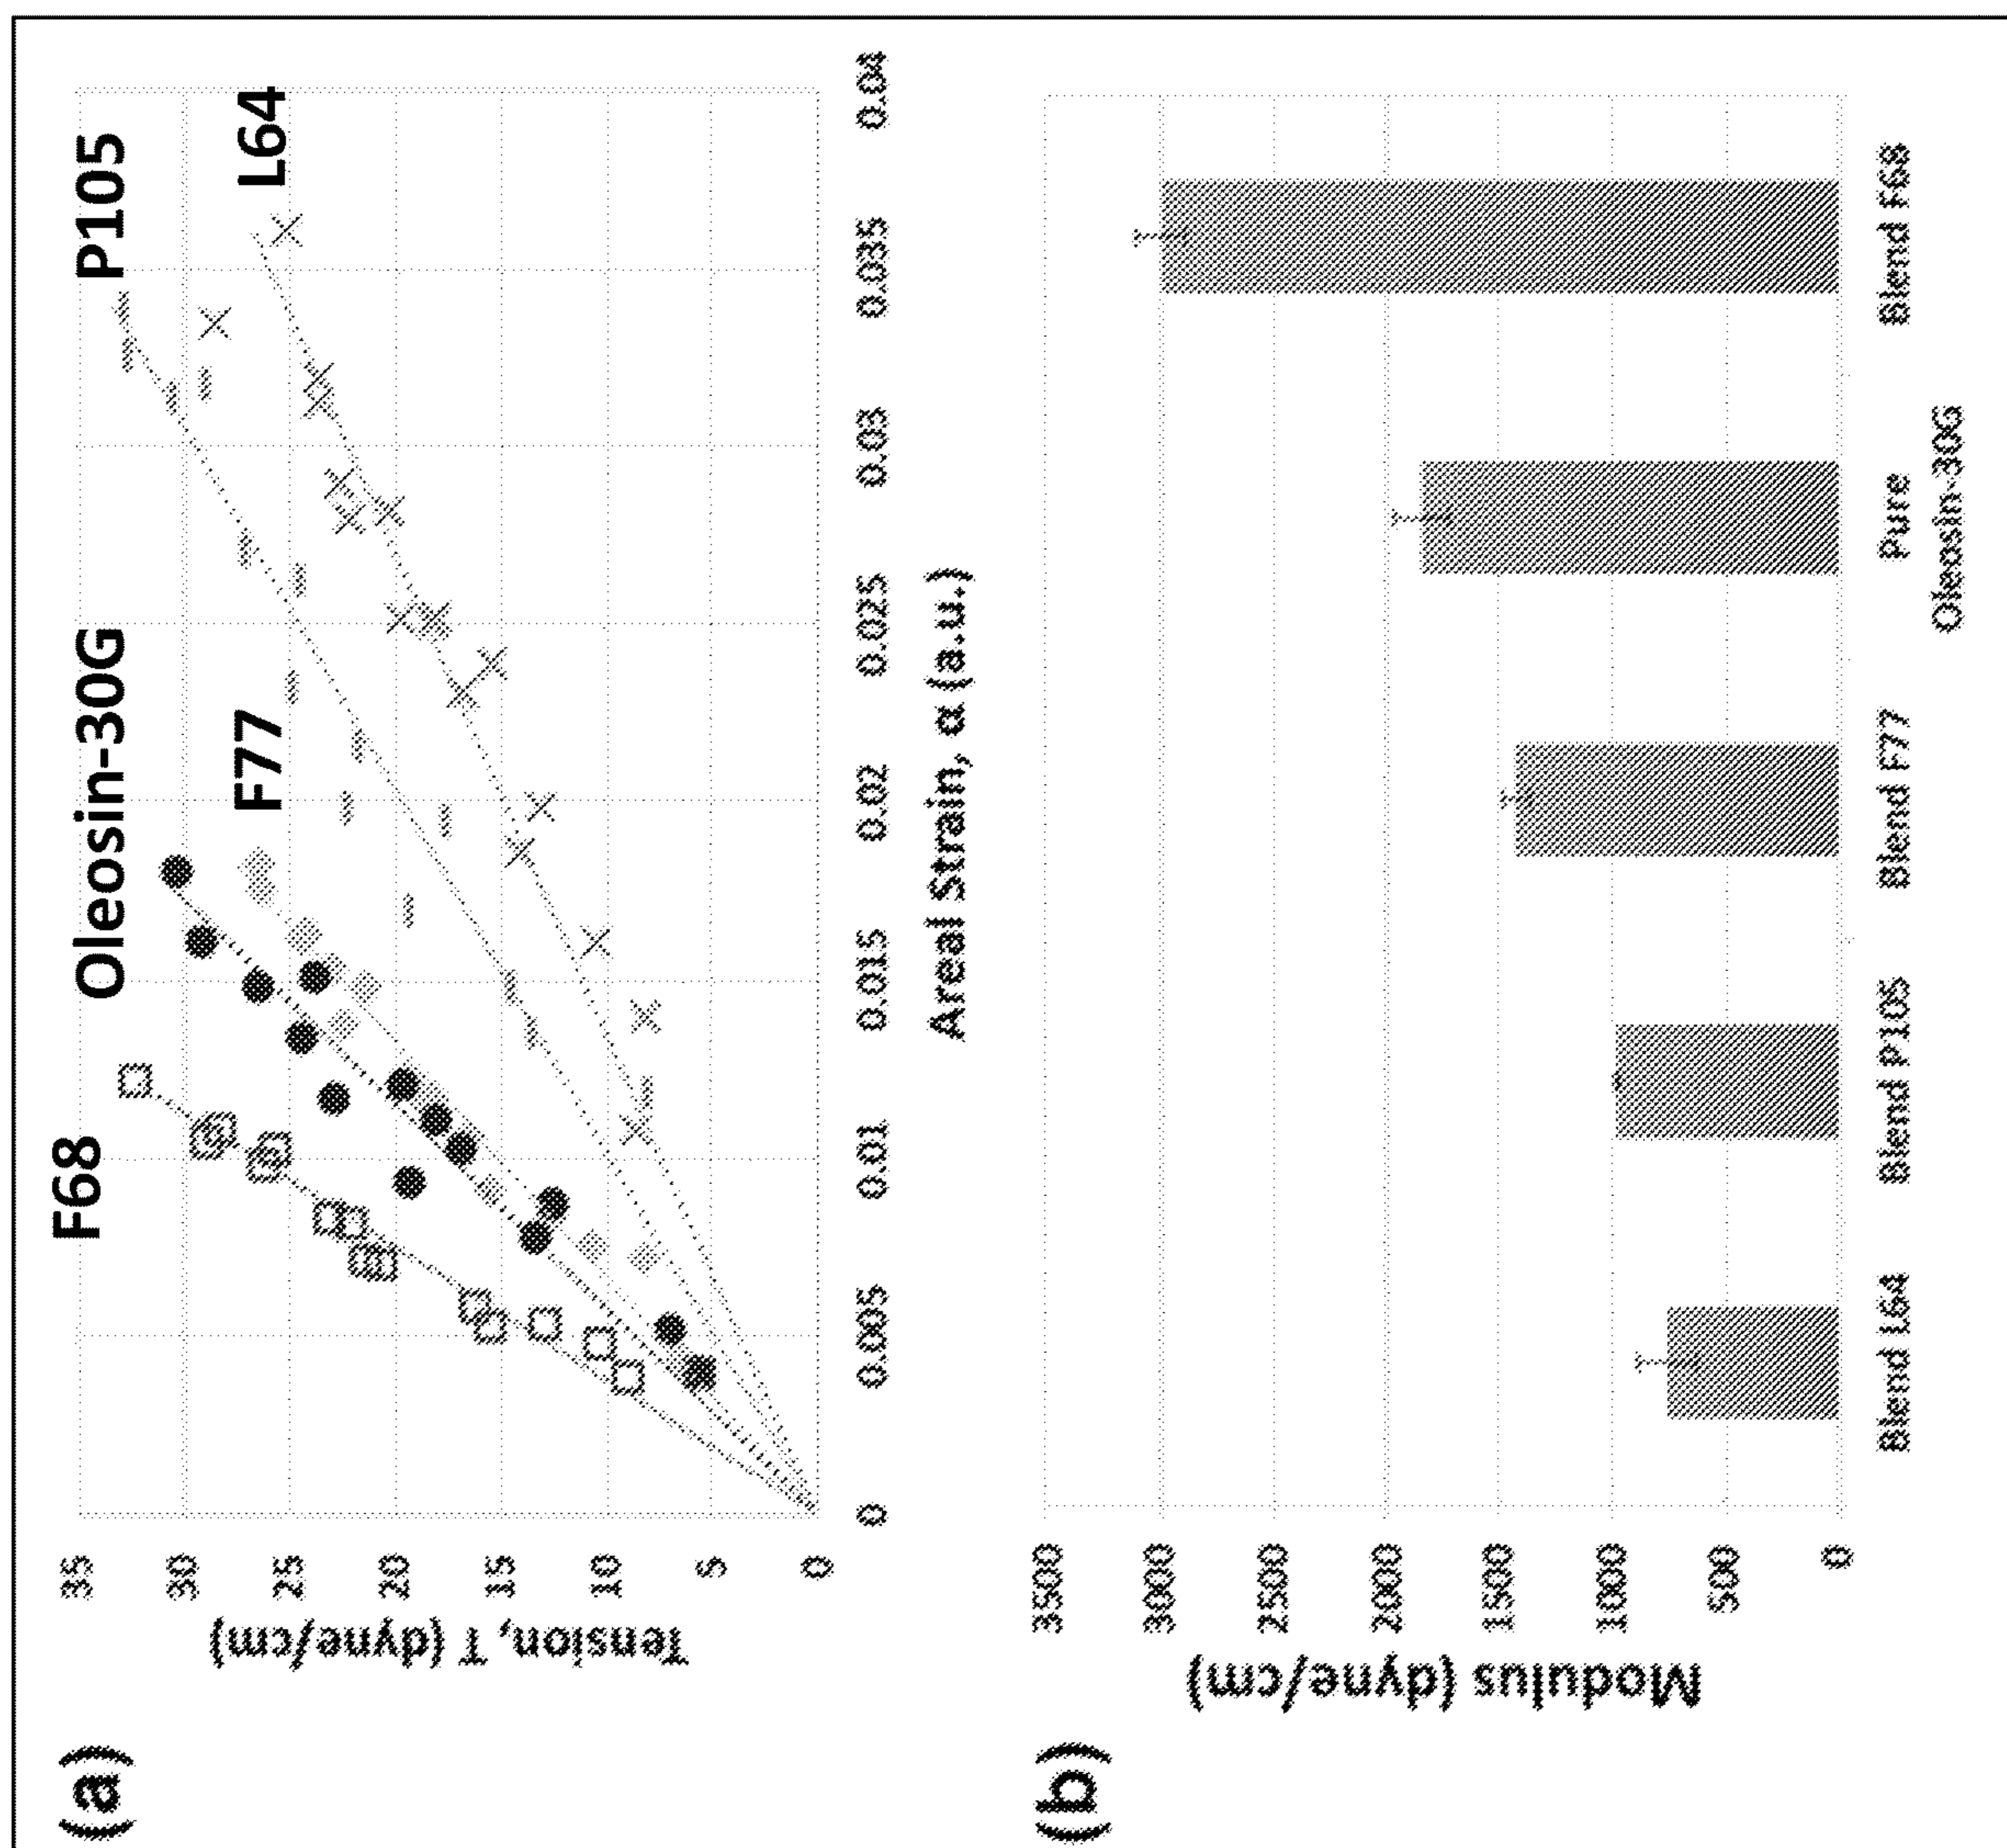 (a)
Tension, T (dyne/cm)
35
30
25
20
15
10
5
0
F68
Oleosin-30G
F77
P105
L64
0
0.005
0.01
0.015
0.02
0.025
0.03
0.035
0.04
Areal Strain, α (a.u.)
(b)
Modulus (dyne/cm)
3500
3000
2500
2000
1500
1000
500
0
Blend L64
Blend P105
Blend F77
Pure
Oleosin-30G
Blend F68